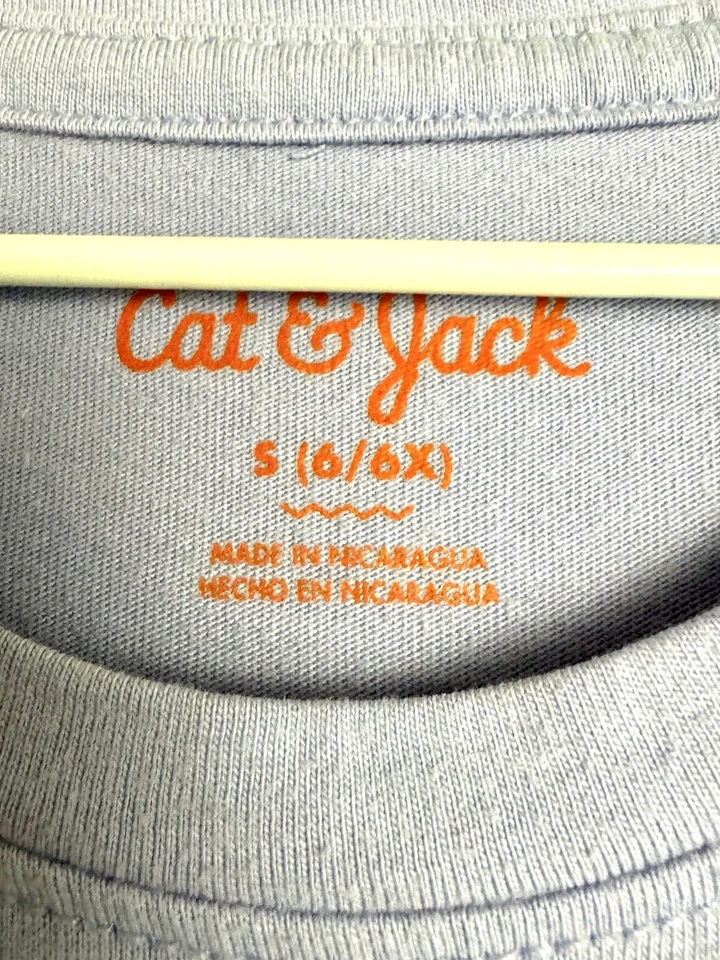 Cat & Jack
S (6/6X)
MADE IN NICARAGUA
HECHO EN NICARAGUA